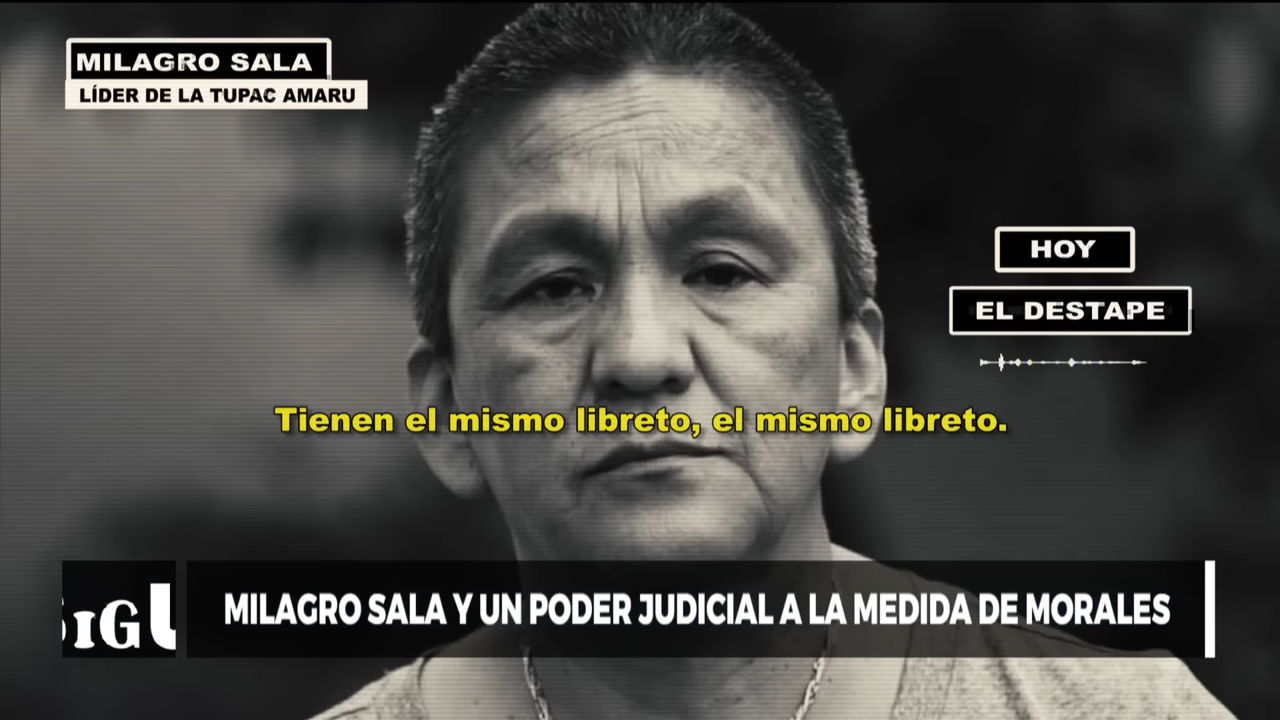 MILAGRO SALA
LÍDER DE LA TUPAC AMARU
HOY
EL DESTAPE
Tienen el mismo libreto, el mismo libreto.
SIGU
MILAGRO SALA Y UN PODER JUDICIAL A LA MEDIDA DE MORALES